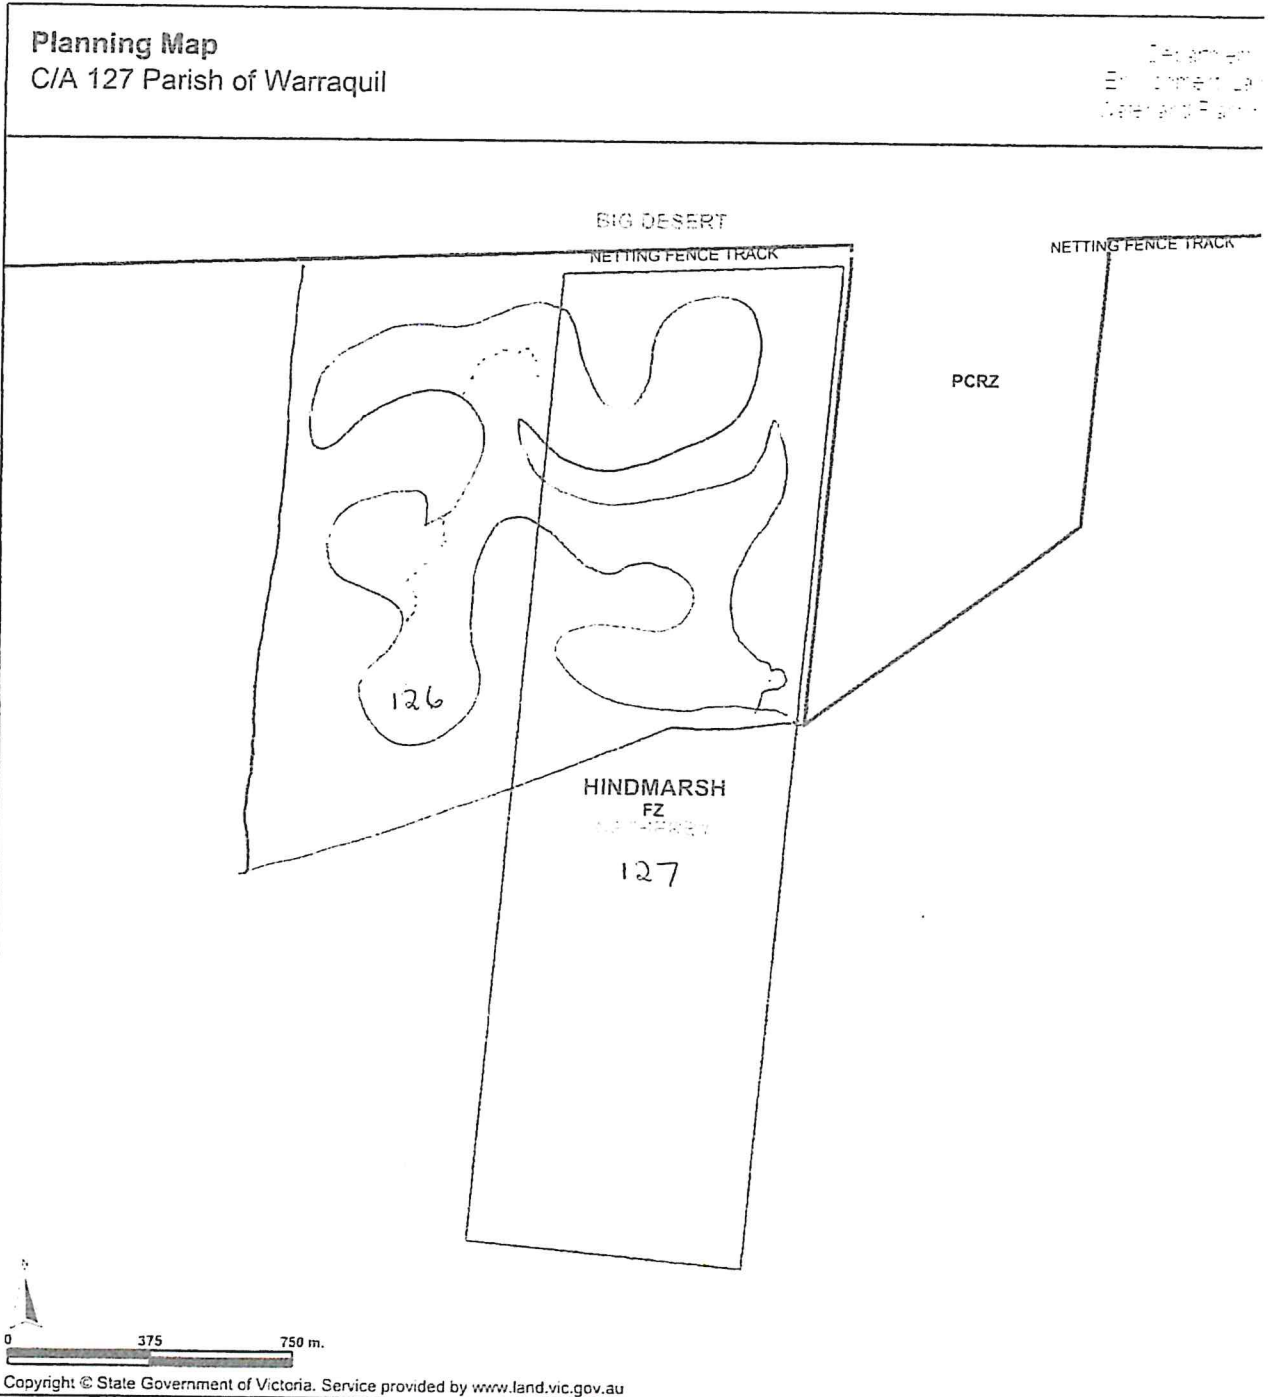 Planning Map
C/A 127 Parish of Warraquil
BIG DESERT
NETTING FENCE TRACK
NETTING FENCE TRACK
PCRZ
126
HINDMARSH
FZ
127
0 375 750 m.
Copyright © State Government of Victoria. Service provided by www.land.vic.gov.au